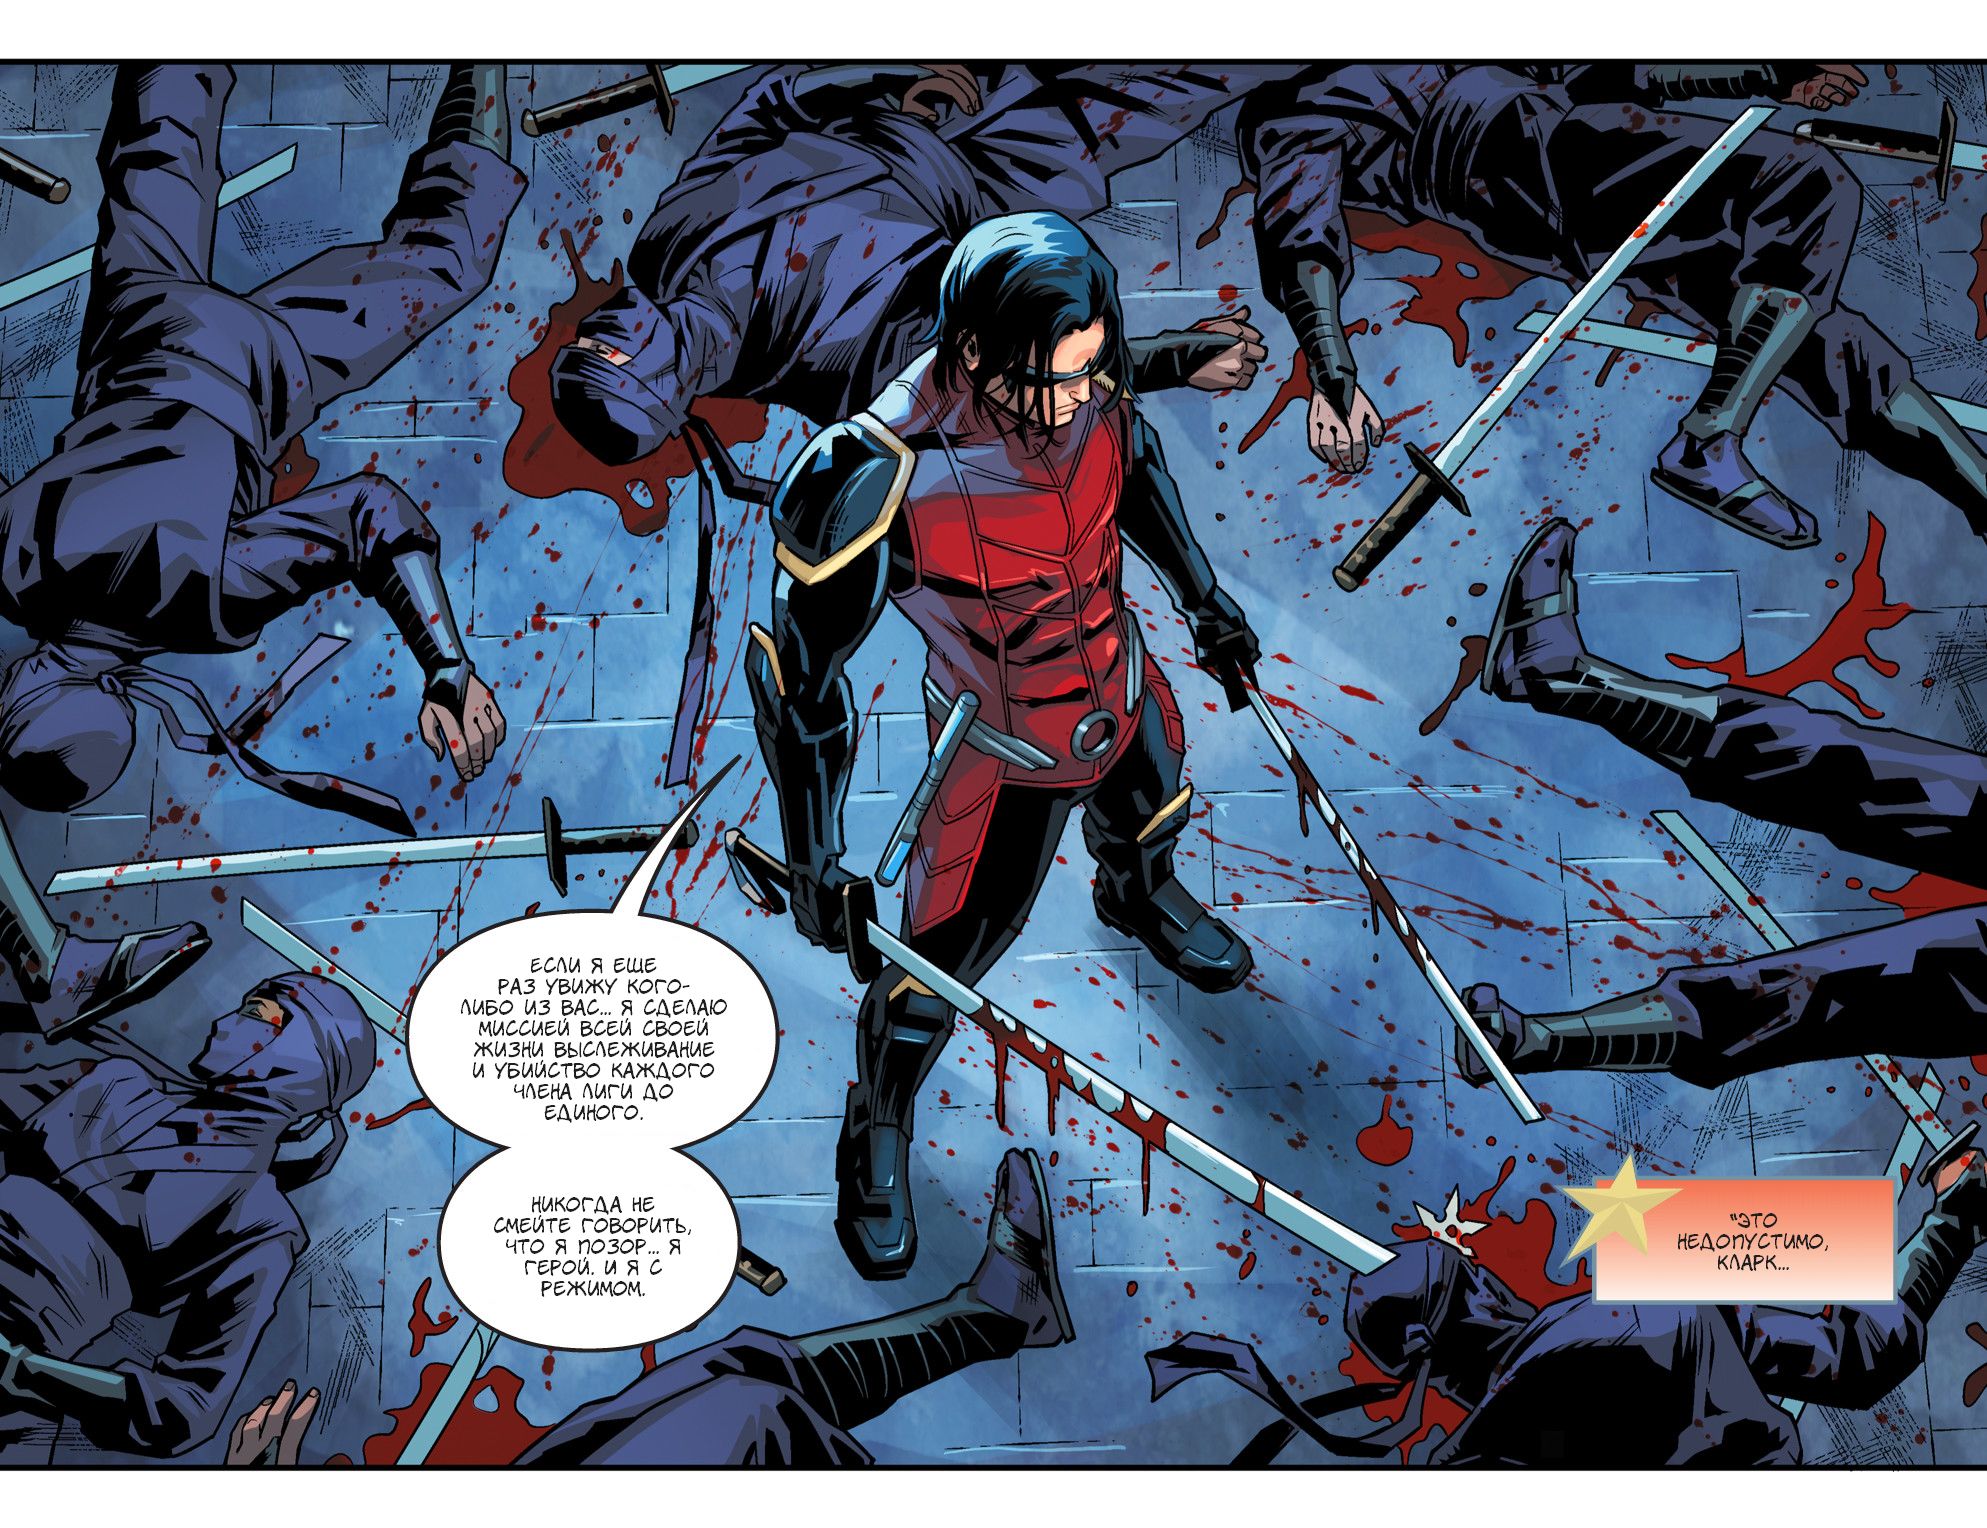 ЕСЛИ Я ЕЩЕ
РАЗ УВИЖУ КОГО-
ЛИБО ИЗ ВАС... Я СДЕЛАЮ
МИССИЕЙ ВСЕЙ СВОЕЙ
ЖИЗНИ ВЫСЛЕЖИВАНИЕ
И УБИЙСТВО КАЖДОГО
ЧЛЕНА ЛИГИ ДО
ЕДИНОГО.
НИКОГДА НЕ
СМЕЙТЕ ГОВОРИТЬ,
ЧТО Я ПОЗОР... Я
ГЕРОЙ. И Я С
РЕЖИМОМ.
"ЭТО
НЕДОПУСТИМО,
КЛАРК...